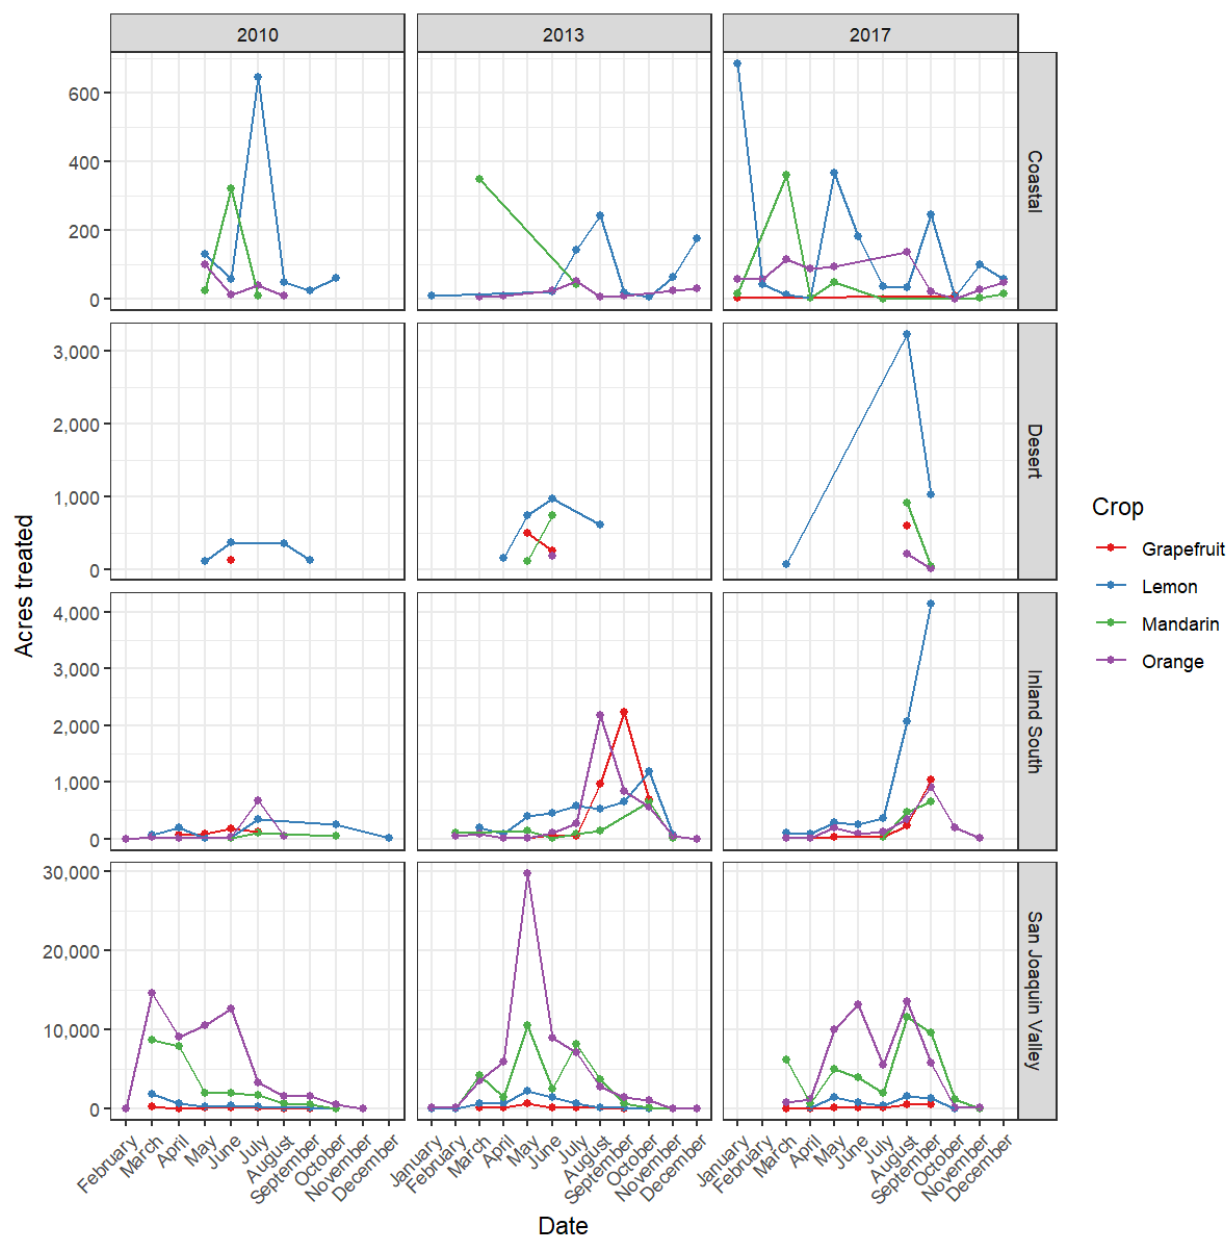 2010
2013
2017
600
400
200
0
Coastal
3,000
2,000
1,000
0
Desert
4,000
3,000
2,000
1,000
0
Inland South
30,000
20,000
10,000
0
San Joaquin Valley
Acres treated
February
March
April
May
June
July
August
September
October
November
December
January
February
March
April
May
June
July
August
September
October
November
December
January
February
March
April
May
June
July
August
September
October
November
December
Date
Crop
Grapefruit
Lemon
Mandarin
Orange